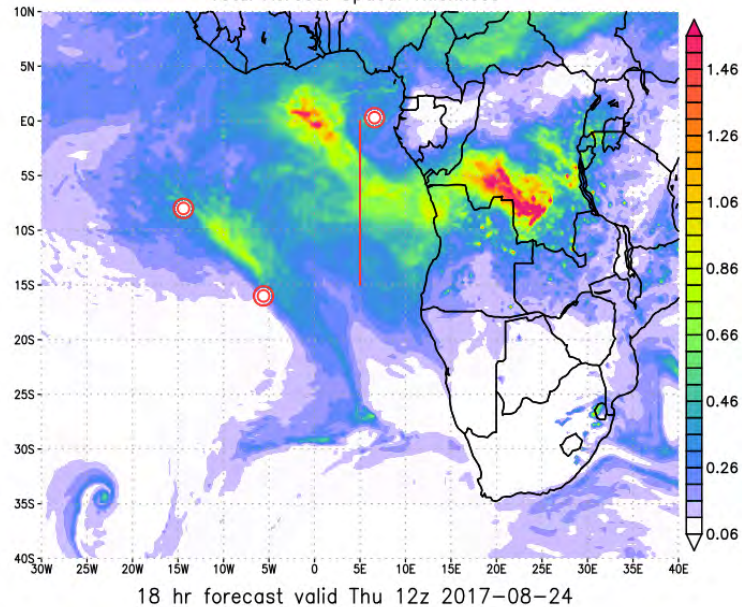 10N
EQ
5N
5S
10S
15S
20S
25S
30S
35S
40S
30W 25W 20W 15W 10W 5W 0 5E 10E 15E 20E 25E 30E 35E 40E
1.46
1.26
1.06
0.86
0.66
0.46
0.26
0.06
18 hr forecast valid Thu 12z 2017-08-24